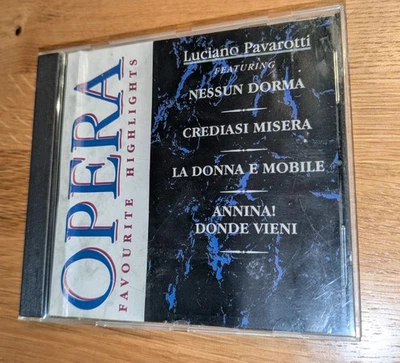 OPERA
FAVOURITE HIGHLIGHTS
Luciano Pavarotti
FEATURING
NESSUN DORMA
CREDIASI MISERA
LA DONNA E MOBILE
ANNINA!
DONDE VIENI